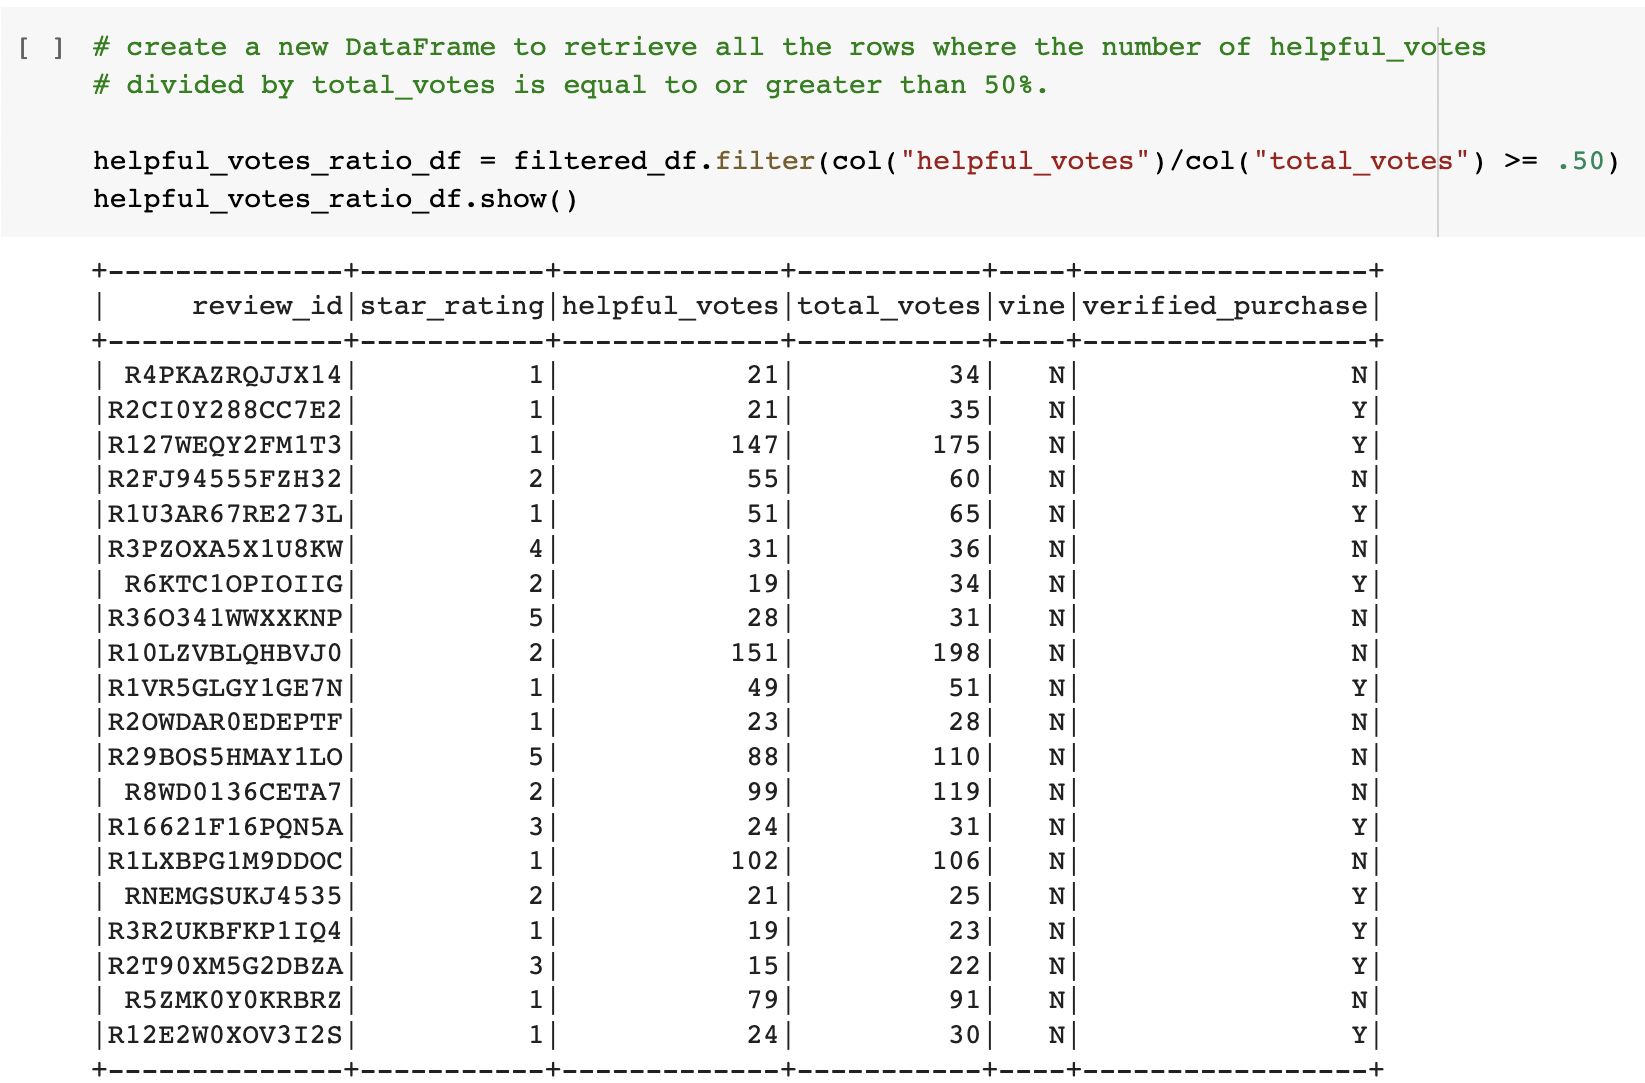 [ ] # create a new DataFrame to retrieve all the rows where the number of helpful_votes
# divided by total_votes is equal to or greater than 50%.
helpful_votes_ratio_df = filtered_df.filter(col("helpful_votes")/col("total_votes") >= .50)
helpful_votes_ratio_df.show()
+--------------+-----------+-------------+-----------+----+-----------------+
|     review_id|star_rating|helpful_votes|total_votes|vine|verified_purchase|
+--------------+-----------+-------------+-----------+----+-----------------+
| R4PKAZRQJJX14|          1|           21|         34|   N|                N|
|R2CI0Y288CC7E2|          1|           21|         35|   N|                Y|
|R127WEQY2FM1T3|          1|          147|        175|   N|                Y|
|R2FJ94555FZH32|          2|           55|         60|   N|                N|
|R1U3AR67RE273L|          1|           51|         65|   N|                Y|
|R3PZOXA5X1U8KW|          4|           31|         36|   N|                N|
| R6KTC1OPIOIIG|          2|           19|         34|   N|                Y|
|R36O341WWXXKNP|          5|           28|         31|   N|                N|
|R10LZVBLQHBVJ0|          2|          151|        198|   N|                N|
|R1VR5GLGY1GE7N|          1|           49|         51|   N|                Y|
|R2OWDAR0EDEPTF|          1|           23|         28|   N|                N|
|R29BOS5HMAY1LO|          5|           88|        110|   N|                N|
| R8WD0136CETA7|          2|           99|        119|   N|                N|
|R16621F16PQN5A|          3|           24|         31|   N|                Y|
|R1LXBPG1M9DDOC|          1|          102|        106|   N|                N|
| RNEMGSUKJ4535|          2|           21|         25|   N|                Y|
|R3R2UKBFKP1IQ4|          1|           19|         23|   N|                Y|
|R2T90XM5G2DBZA|          3|           15|         22|   N|                Y|
| R5ZMK0Y0KRBRZ|          1|           79|         91|   N|                N|
|R12E2W0XOV3I2S|          1|           24|         30|   N|                Y|
+--------------+-----------+-------------+-----------+----+-----------------+